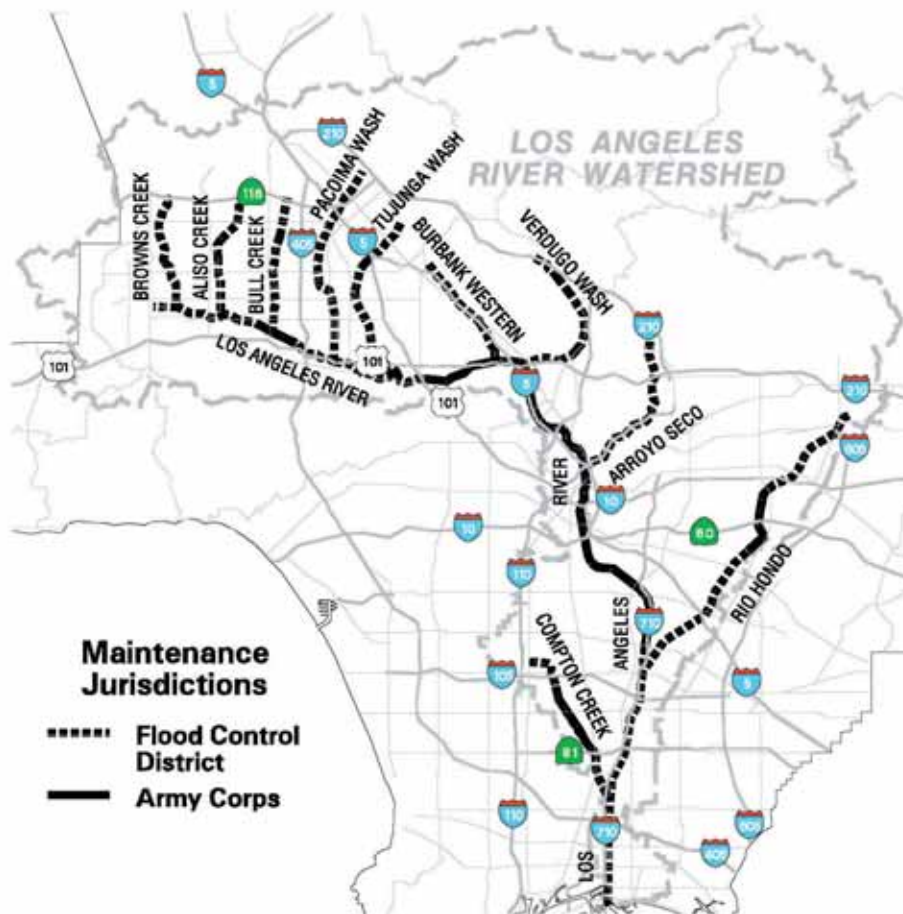 5
210
LOS ANGELES
RIVER WATERSHED
PACOIMA WASH
TUJUNGA WASH
118
BROWNS CREEK
ALISO CREEK
BULL CREEK
405
5
BURBANK WESTERN
VERDUGO WASH
210
101
LOS ANGELES RIVER
101
101
5
210
605
ARROYO SECO
RIVER
10
10
60
110
RIO HONDO
ANGELES
710
COMPTON CREEK
105
5
91
110
710
605
405
LOS
Maintenance
Jurisdictions
Flood Control
District
Army Corps